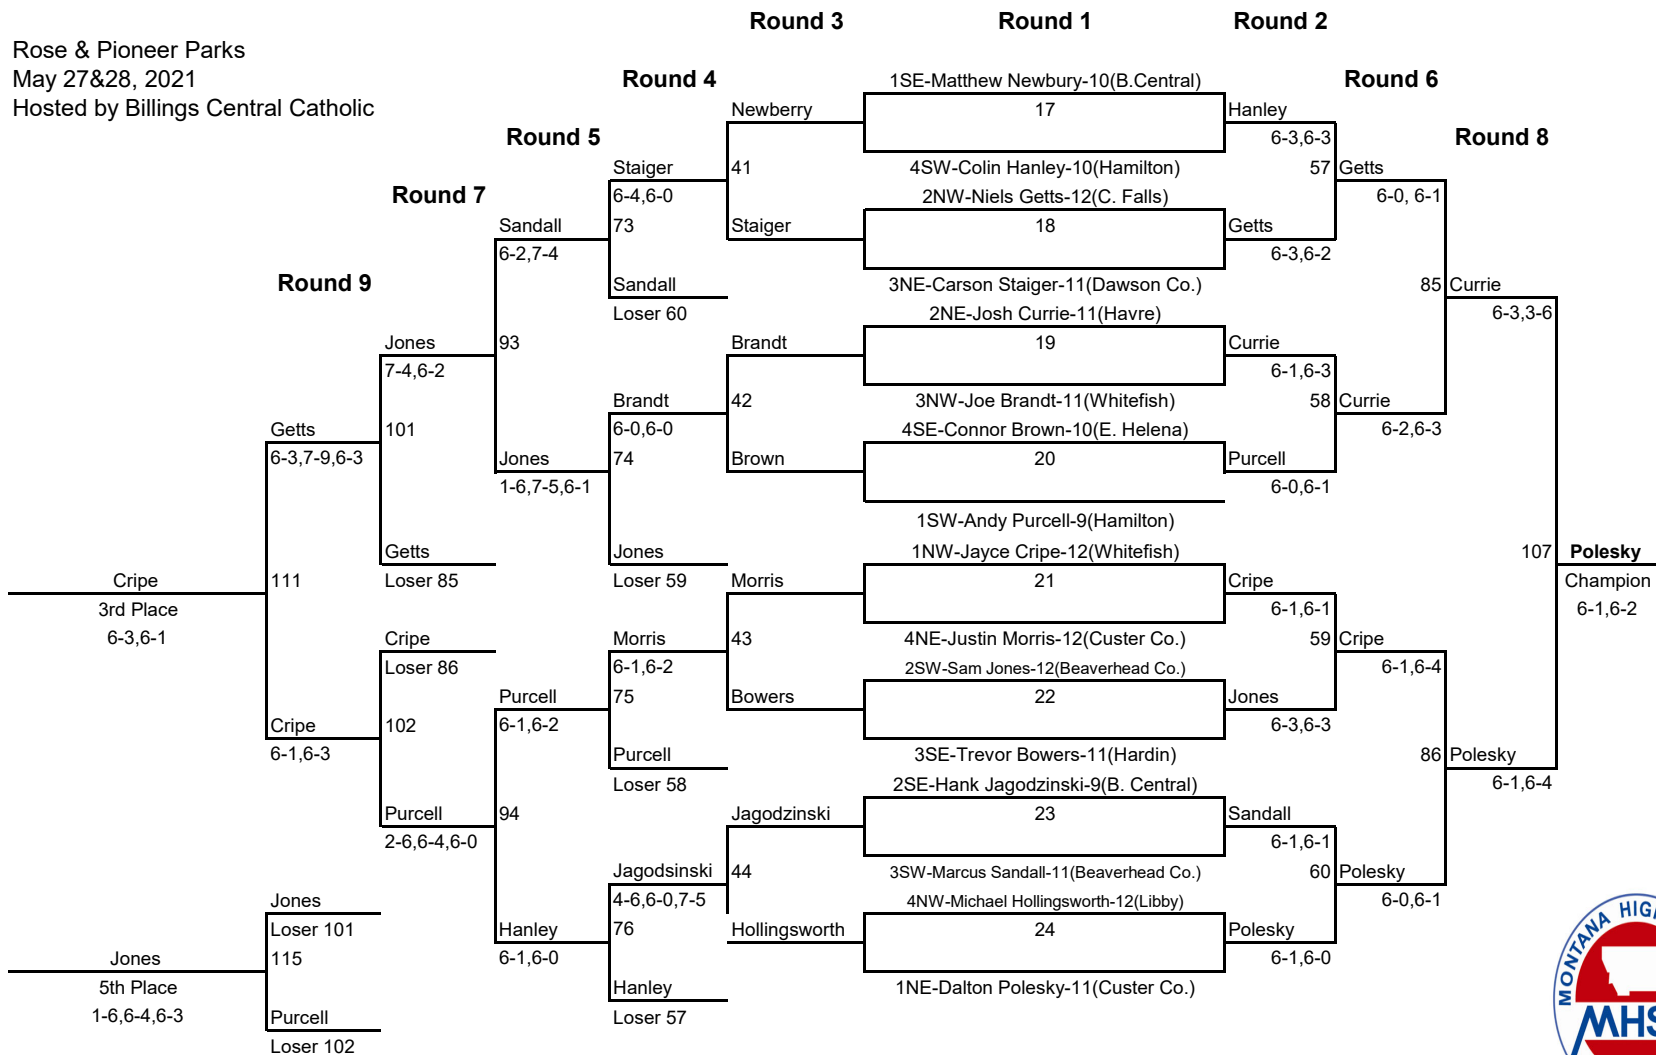 Round 3
Round 1
Round 2
Rose & Pioneer Parks
May 27&28, 2021
Hosted by Billings Central Catholic
Round 4
Round 6
Round 5
Round 8
Round 7
Round 9
1SE-Matthew Newbury-10(B.Central)
17
4SW-Colin Hanley-10(Hamilton)
2NW-Niels Getts-12(C. Falls)
18
3NE-Carson Staiger-11(Dawson Co.)
2NE-Josh Currie-11(Havre)
19
3NW-Joe Brandt-11(Whitefish)
4SE-Connor Brown-10(E. Helena)
20
1SW-Andy Purcell-9(Hamilton)
1NW-Jayce Cripe-12(Whitefish)
21
4NE-Justin Morris-12(Custer Co.)
2SW-Sam Jones-12(Beaverhead Co.)
22
3SE-Trevor Bowers-11(Hardin)
2SE-Hank Jagodzinski-9(B. Central)
23
3SW-Marcus Sandall-11(Beaverhead Co.)
4NW-Michael Hollingsworth-12(Libby)
24
1NE-Dalton Polesky-11(Custer Co.)
Hanley
6-3,6-3
57
Getts
6-3,6-2
Currie
6-1,6-3
58
Purcell
6-0,6-1
Cripe
6-1,6-1
59
Jones
6-3,6-3
Sandall
6-1,6-1
60
Polesky
6-1,6-0
Getts
6-0, 6-1
85
Currie
6-2,6-3
Cripe
6-1,6-4
86
Polesky
6-0,6-1
Currie
6-3,3-6
107
Polesky
6-1,6-4
Polesky
Champion
6-1,6-2
Newberry
41
Staiger
Brandt
42
Brown
Morris
43
Bowers
Jagodzinski
44
Hollingsworth
Staiger
6-4,6-0
73
Sandall
Loser 60
Brandt
6-0,6-0
74
Jones
Loser 59
Morris
6-1,6-2
75
Purcell
Loser 58
Jagodsinski
4-6,6-0,7-5
76
Hanley
Loser 57
Sandall
6-2,7-4
93
Jones
1-6,7-5,6-1
Purcell
6-1,6-2
94
Hanley
6-1,6-0
Jones
7-4,6-2
101
Getts
Loser 85
Cripe
Loser 86
102
Purcell
2-6,6-4,6-0
Getts
6-3,7-9,6-3
111
Cripe
6-1,6-3
Cripe
3rd Place
6-3,6-1
Jones
Loser 101
115
Purcell
Loser 102
Jones
5th Place
1-6,6-4,6-3
MONTANA HIG
MHS